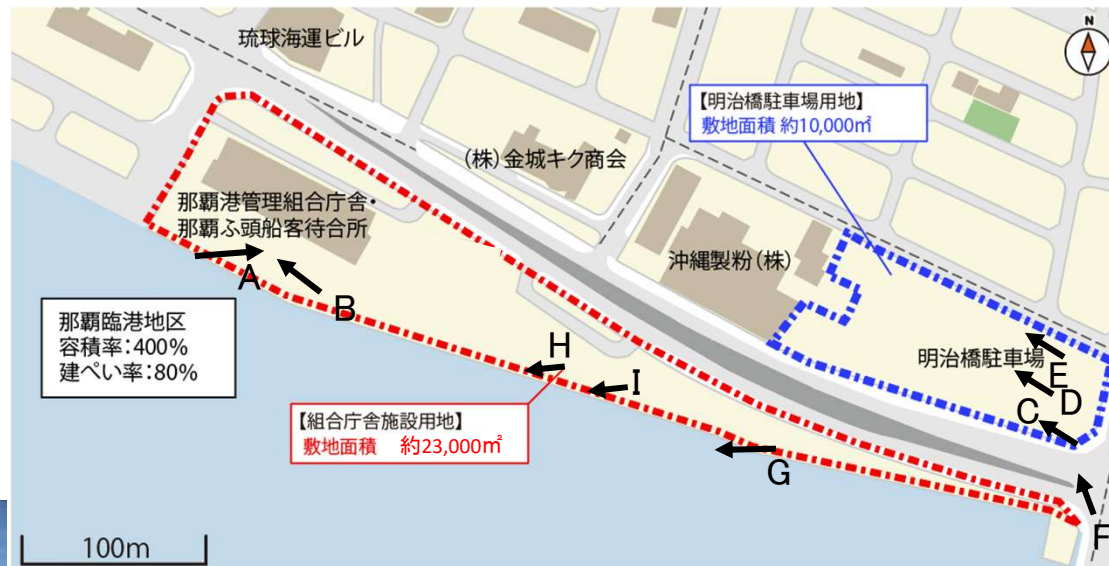 琉球海運ビル
N
【明治橋駐車場用地】
敷地面積 約10,000㎡
(株)金城キク商会
那覇港管理組合庁舎・
那覇ふ頭船客待合所
沖縄製粉(株)
A
B
那覇臨港地区
容積率:400%
建ぺい率:80%
H
I
明治橋駐車場
E
D
C
【組合庁舎施設用地】
敷地面積 約23,000㎡
G
F
100m